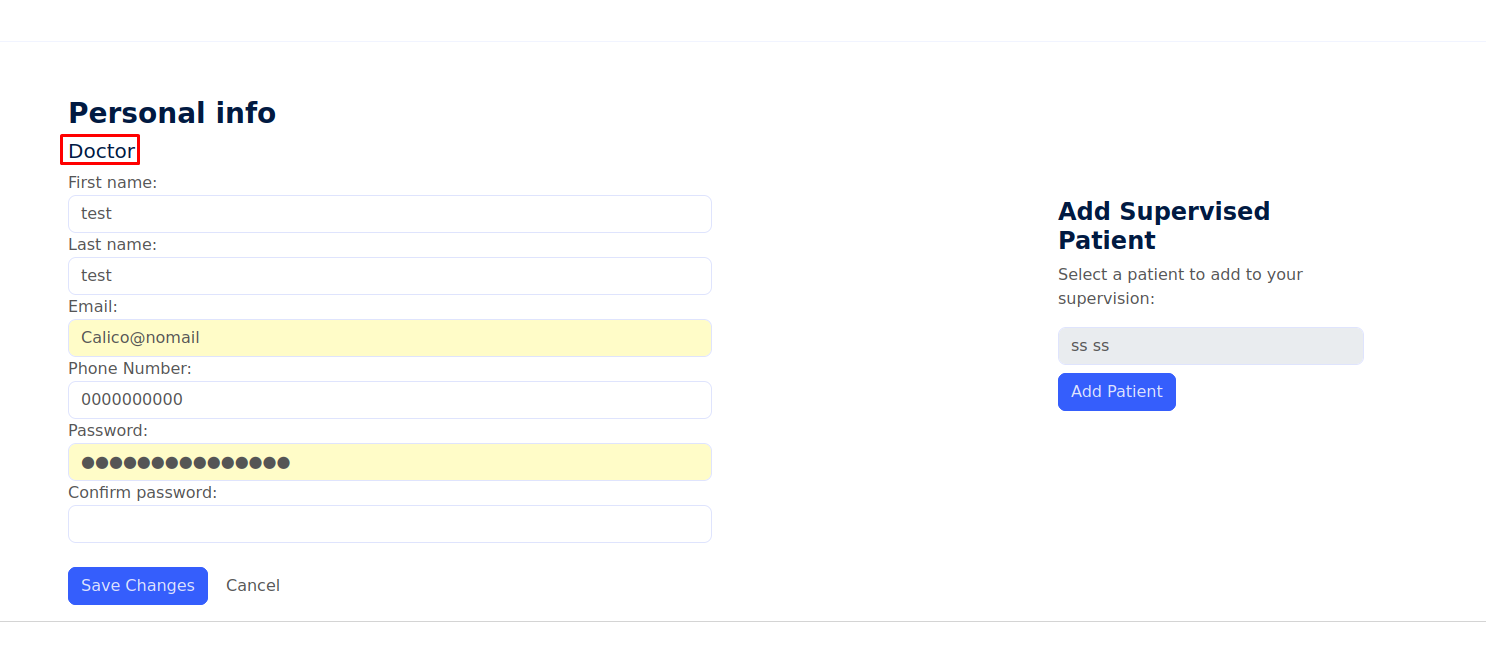 Personal info
Doctor
First name:
test
Last name:
test
Email:
Calico@nomail
Phone Number:
0000000000
Password:
●●●●●●●●●●●●●●●
Confirm password:
Save Changes Cancel
Add Supervised
Patient
Select a patient to add to your
supervision:
ss ss
Add Patient